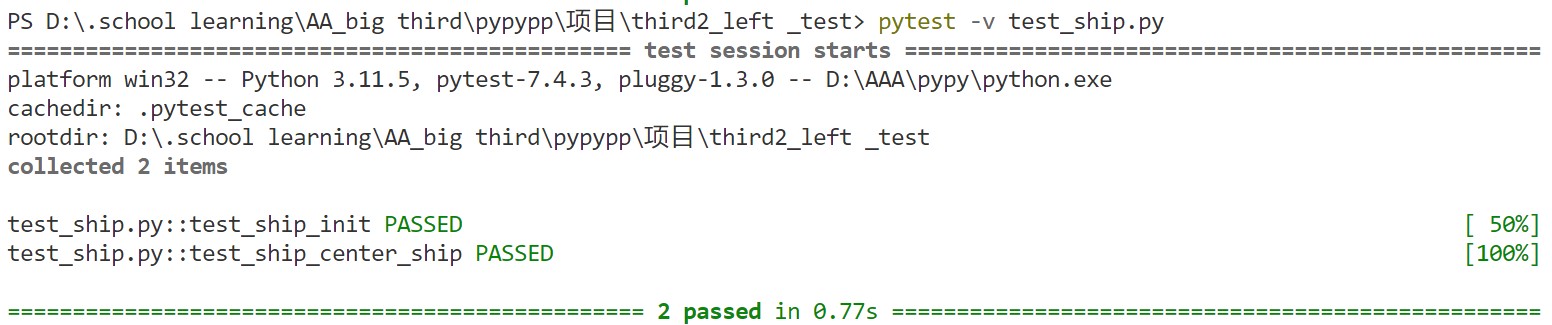 PS D:\.school learning\AA_big third\pypypp\项目\third2_left _test> pytest -v test_ship.py
================================================ test session starts =================================================
platform win32 -- Python 3.11.5, pytest-7.4.3, pluggy-1.3.0 -- D:\AAA\pypy\python.exe
cachedir: .pytest_cache
rootdir: D:\.school learning\AA_big third\pypypp\项目\third2_left _test
collected 2 items
test_ship.py::test_ship_init PASSED [ 50%]
test_ship.py::test_ship_center_ship PASSED [100%]
================================================= 2 passed in 0.77s ==================================================